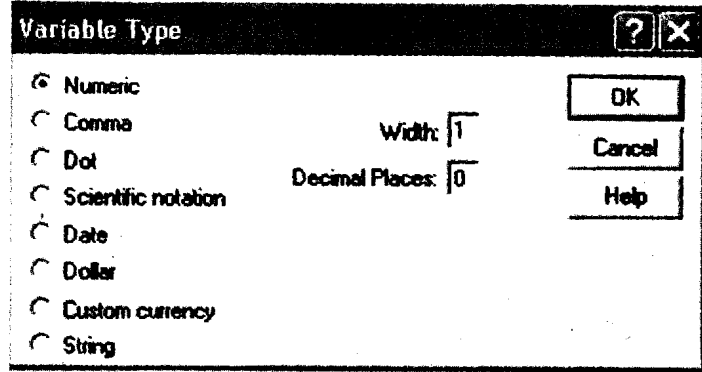 Variable Type
Numeric
Comma
Dot
Scientific notation
Date
Dollar
Custom currency
String
Width: 1
Decimal Places: 0
OK
Cancel
Help